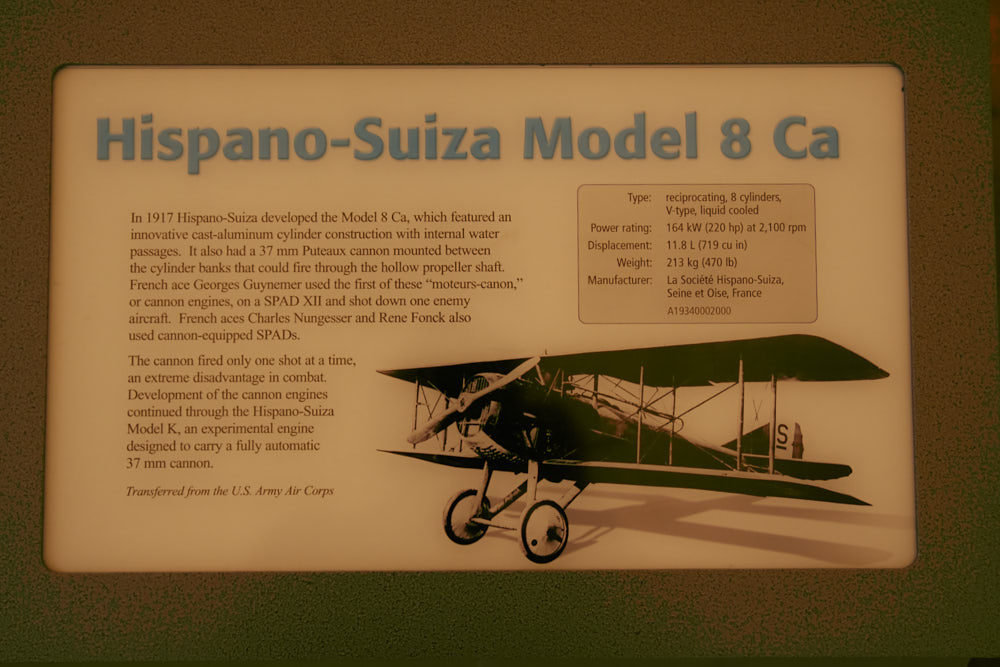 Hispano-Suiza Model 8 Ca
In 1917 Hispano-Suiza developed the Model 8 Ca, which featured an
innovative cast-aluminum cylinder construction with internal water
passages. It also had a 37 mm Puteaux cannon mounted between
the cylinder banks that could fire through the hollow propeller shaft.
French ace Georges Guynemer used the first of these “moteurs-canon,”
or cannon engines, on a SPAD XII and shot down one enemy
aircraft. French aces Charles Nungesser and Rene Fonck also
used cannon-equipped SPADs.
The cannon fired only one shot at a time,
an extreme disadvantage in combat.
Development of the cannon engines
continued through the Hispano-Suiza
Model K, an experimental engine
designed to carry a fully automatic
37 mm cannon.
Transferred from the U.S. Army Air Corps
Type: reciprocating, 8 cylinders,
V-type, liquid cooled
Power rating: 164 kW (220 hp) at 2,100 rpm
Displacement: 11.8 L (719 cu in)
Weight: 213 kg (470 lb)
Manufacturer: La Société Hispano-Suiza,
Seine et Oise, France
A19340002000
S